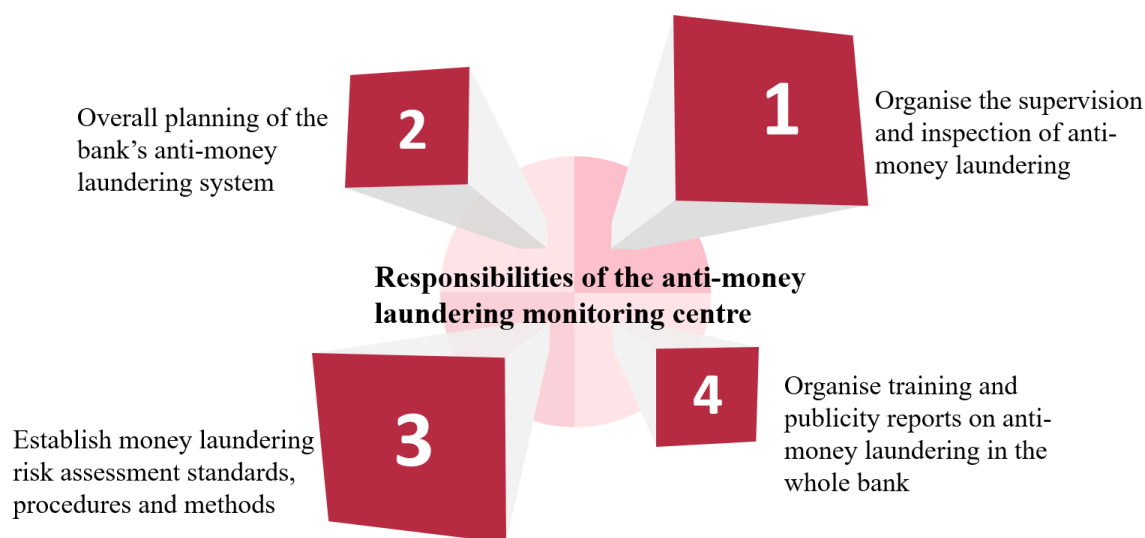 1
Organise the supervision
and inspection of anti-
money laundering
2
Overall planning of the
bank's anti-money
laundering system
Responsibilities of the anti-money
laundering monitoring centre
3
Establish money laundering
risk assessment standards,
procedures and methods
4
Organise training and
publicity reports on anti-
money laundering in the
whole bank